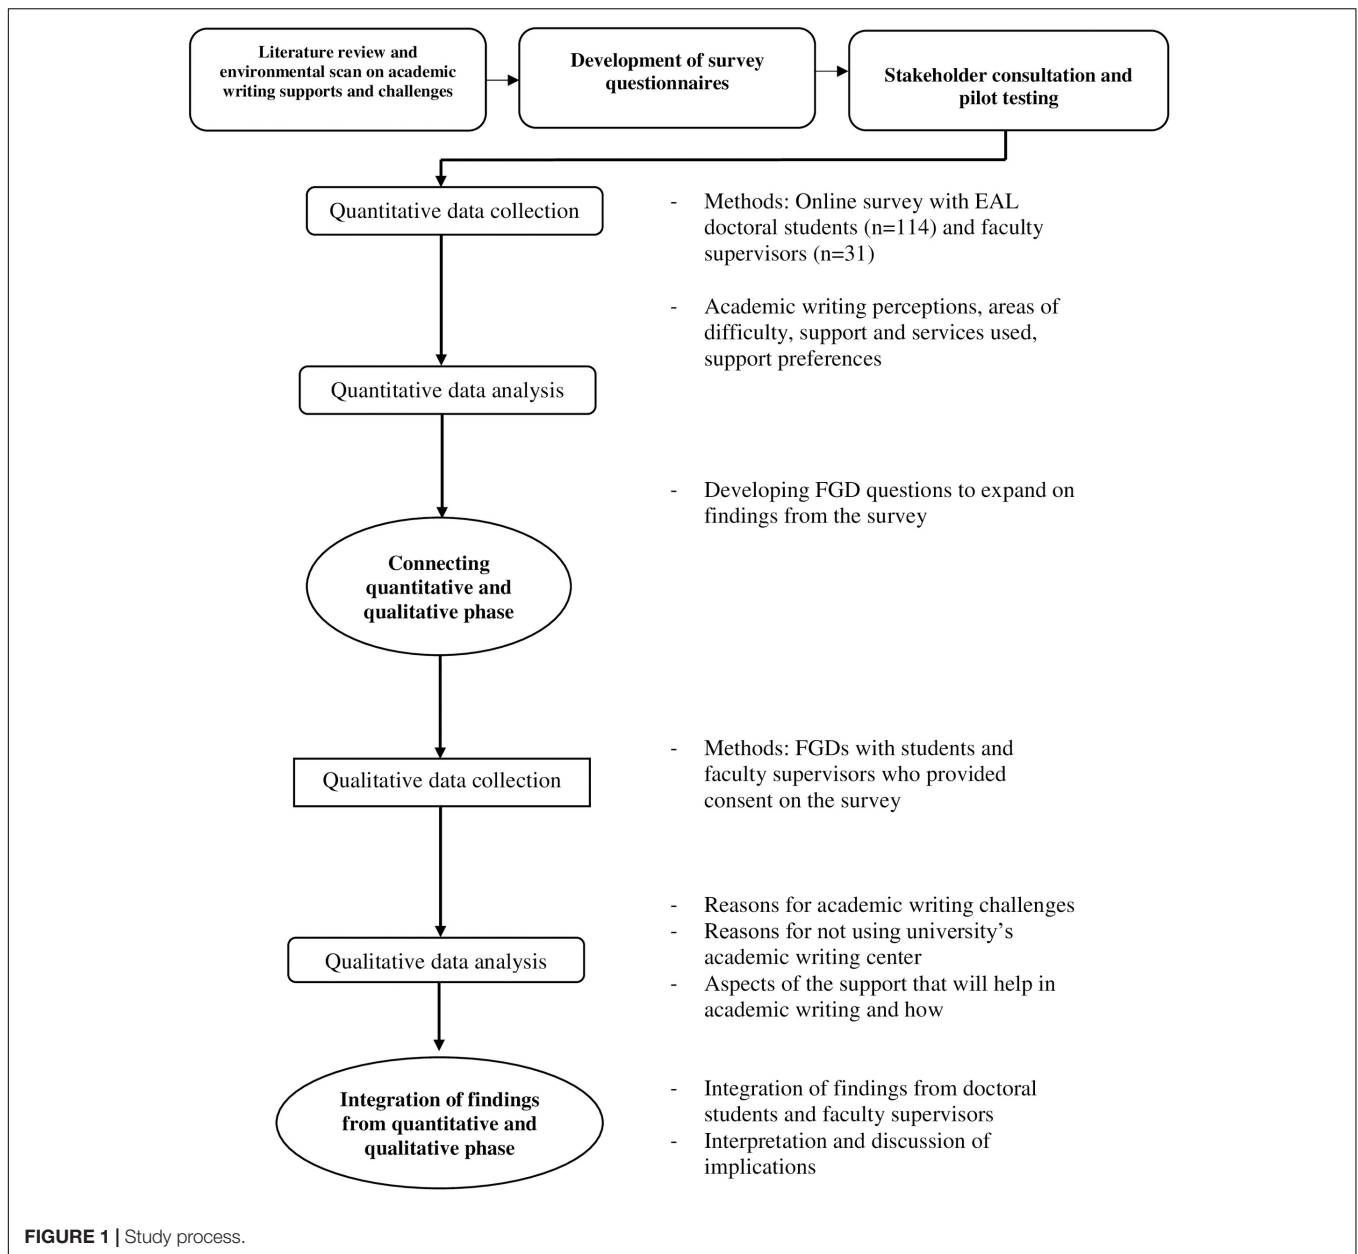 Literature review and
environmental scan on academic
writing supports and challenges
Development of survey
questionnaires
Stakeholder consultation and
pilot testing
Quantitative data collection
- Methods: Online survey with EAL
doctoral students (n=114) and faculty
supervisors (n=31)
- Academic writing perceptions, areas of
difficulty, support and services used,
support preferences
Quantitative data analysis
- Developing FGD questions to expand on
findings from the survey
Connecting
quantitative and
qualitative phase
Qualitative data collection
- Methods: FGDs with students and
faculty supervisors who provided
consent on the survey
Qualitative data analysis
- Reasons for academic writing challenges
- Reasons for not using university’s
academic writing center
- Aspects of the support that will help in
academic writing and how
Integration of findings
from quantitative and
qualitative phase
- Integration of findings from doctoral
students and faculty supervisors
- Interpretation and discussion of
implications
FIGURE 1 | Study process.